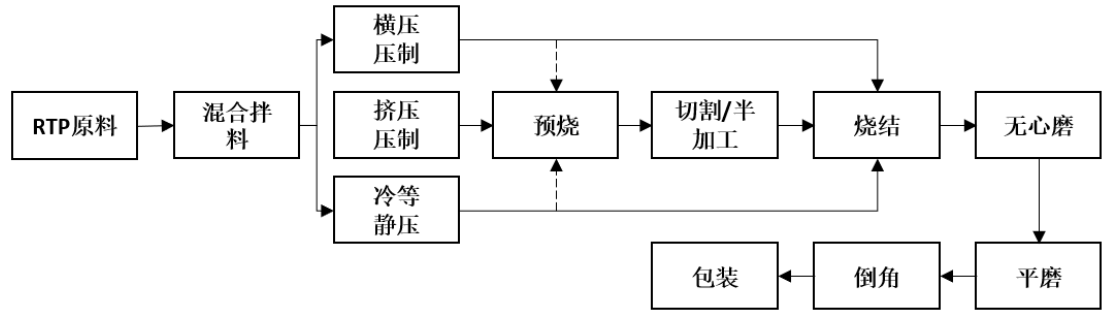 横压
压制
RTP原料
混合拌
料
挤压
压制
预烧
切割/半
加工
烧结
无心磨
冷等
静压
包装
倒角
平磨